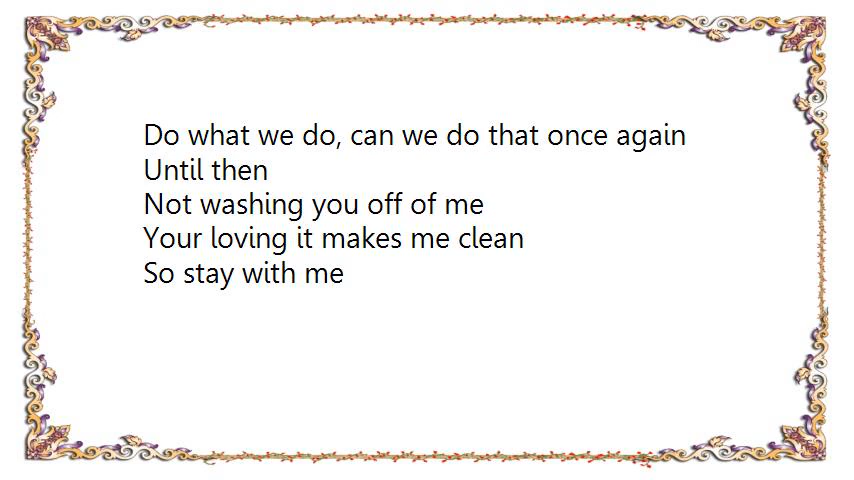 Do what we do, can we do that once again
Until then
Not washing you off of me
Your loving it makes me clean
So stay with me